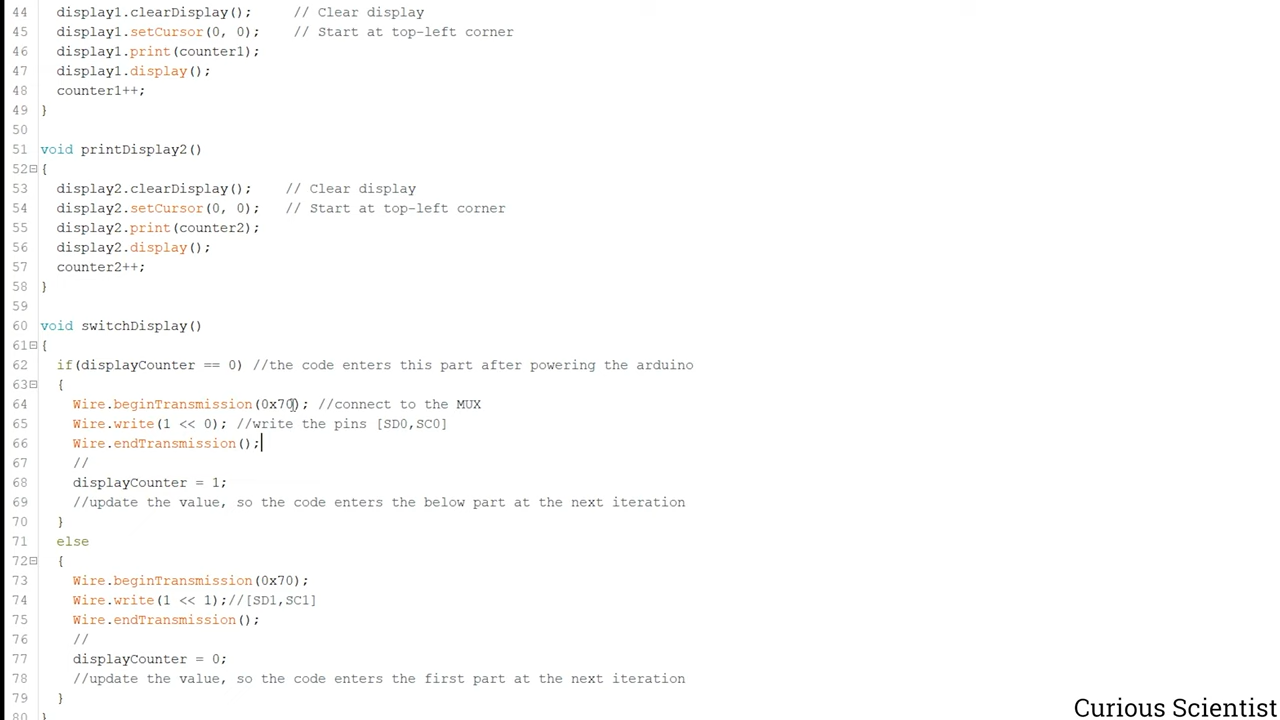 44 display1.clearDisplay(); // Clear display
45 display1.setCursor(0, 0); // Start at top-left corner
46 display1.print(counter1);
47 display1.display();
48 counter1++;
49 }
50
51 void printDisplay2()
52 {
53 display2.clearDisplay(); // Clear display
54 display2.setCursor(0, 0); // Start at top-left corner
55 display2.print(counter2);
56 display2.display();
57 counter2++;
58 }
59
60 void switchDisplay()
61 {
62 if(displayCounter == 0) //the code enters this part after powering the arduino
63 {
64 Wire.beginTransmission(0x70); //connect to the MUX
65 Wire.write(1 << 0); //write the pins [SD0,SC0]
66 Wire.endTransmission();
67 //
68 displayCounter = 1;
69 //update the value, so the code enters the below part at the next iteration
70 }
71 else
72 {
73 Wire.beginTransmission(0x70);
74 Wire.write(1 << 1);//[SD1,SC1]
75 Wire.endTransmission();
76 //
77 displayCounter = 0;
78 //update the value, so the code enters the first part at the next iteration
79 }
80 }
Curious Scientist